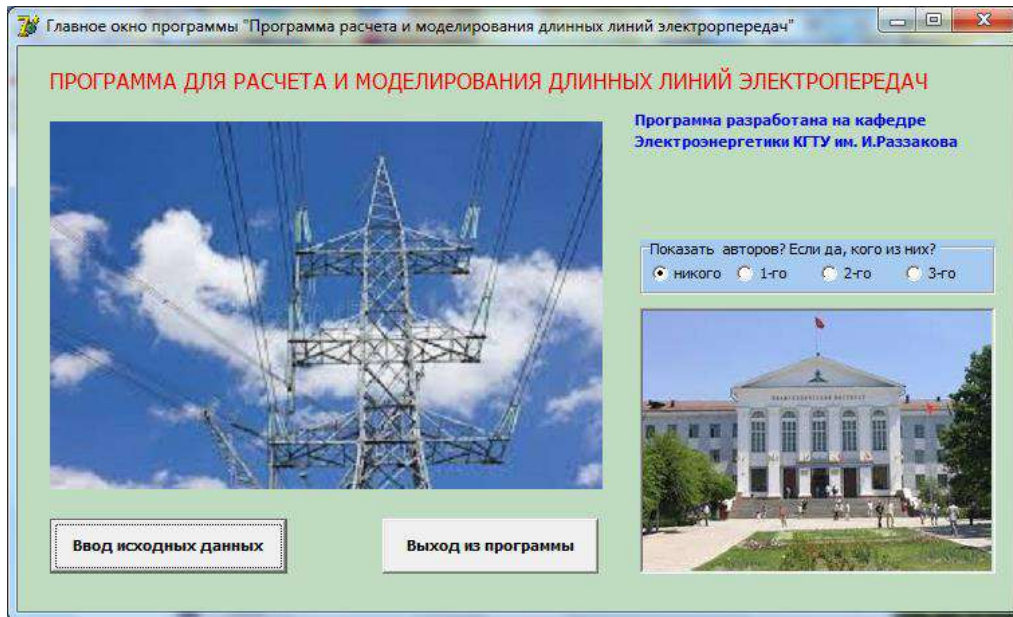 Главное окно программы "Программа расчета и моделирования длинных линий электрорпередач"
ПРОГРАММА ДЛЯ РАСЧЕТА И МОДЕЛИРОВАНИЯ ДЛИННЫХ ЛИНИЙ ЭЛЕКТРОПЕРЕДАЧ
Программа разработана на кафедре
Электроэнергетики КГТУ им. И.Раззакова
Показать авторов? Если да, кого из них?
никого 1-го 2-го 3-го
Ввод исходных данных
Выход из программы